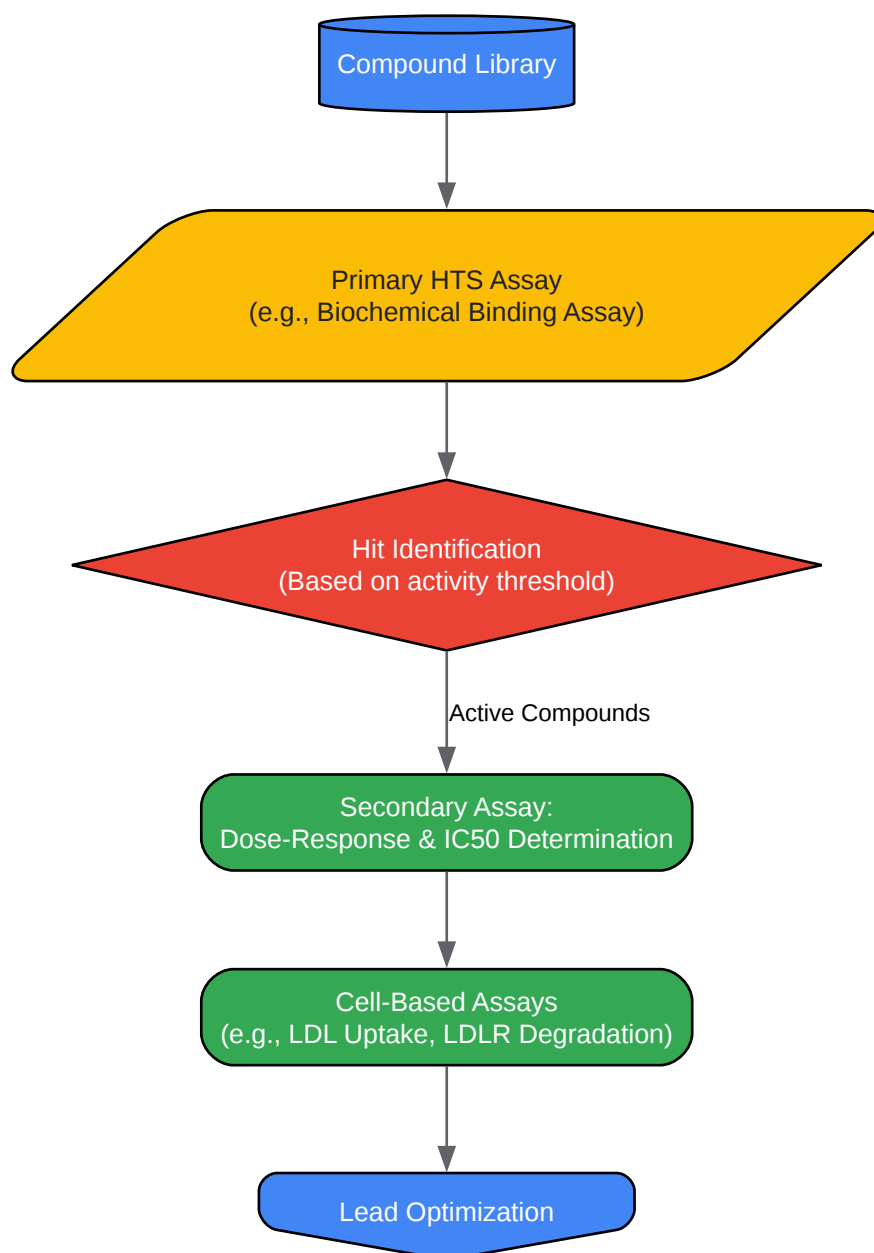 Compound Library
Primary HTS Assay
(e.g., Biochemical Binding Assay)
Hit Identification
(Based on activity threshold)
Active Compounds
Secondary Assay:
Dose-Response & IC50 Determination
Cell-Based Assays
(e.g., LDL Uptake, LDLR Degradation)
Lead Optimization